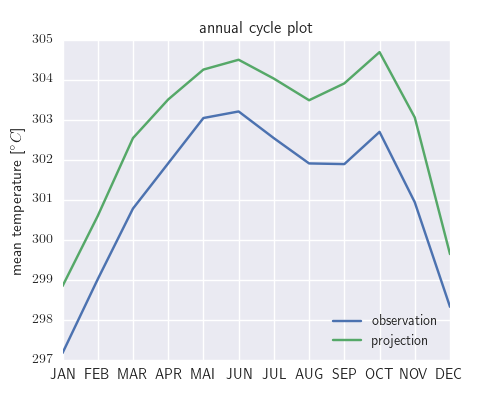 annual cycle plot
305
304
303
302
301
300
299
298
297
mean temperature [°C]
JAN FEB MAR APR MAI JUN JUL AUG SEP OCT NOV DEC
observation
projection